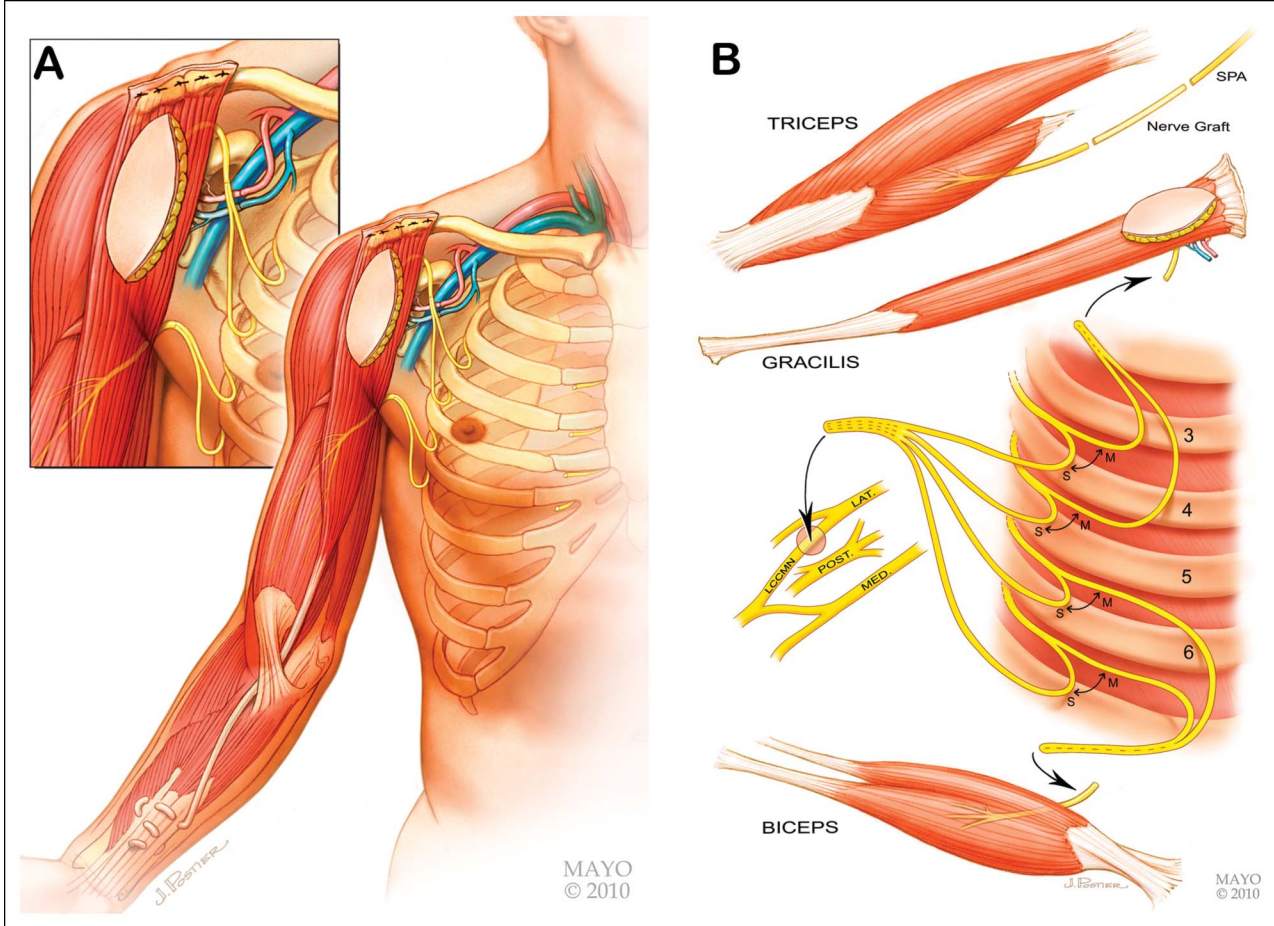 A
J. POSTIER
MAYO
© 2010
B
SPA
TRICEPS
Nerve Graft
GRACILIS
3
S M
4
S M
LAT.
POST.
LCCMN
MED.
5
S M
6
S M
BICEPS
J. POSTIER
MAYO
© 2010